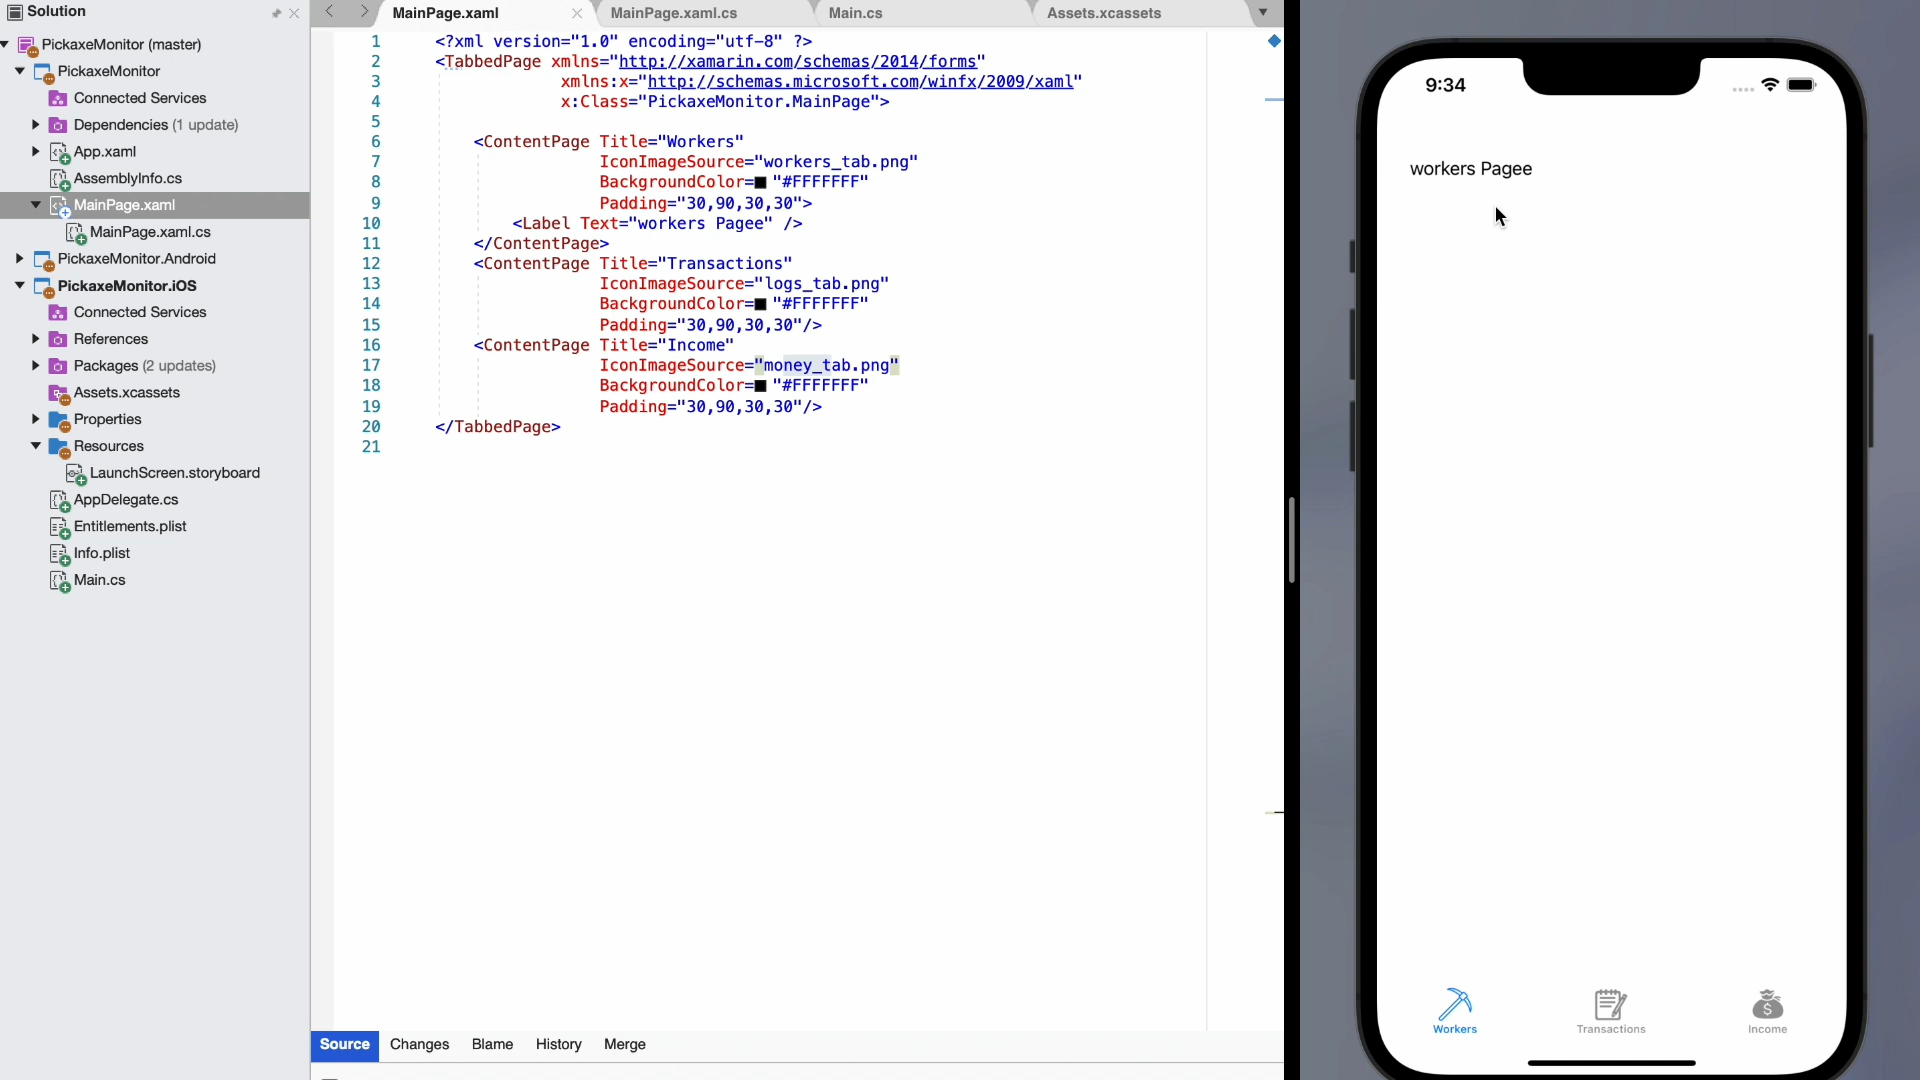 Solution
PickaxeMonitor (master)
PickaxeMonitor
Connected Services
Dependencies (1 update)
App.xaml
AssemblyInfo.cs
MainPage.xaml
MainPage.xaml.cs
PickaxeMonitor.Android
PickaxeMonitor.iOS
Connected Services
References
Packages (2 updates)
Assets.xcassets
Properties
Resources
LaunchScreen.storyboard
AppDelegate.cs
Entitlements.plist
Info.plist
Main.cs
MainPage.xaml
MainPage.xaml.cs
Main.cs
Assets.xcassets
1 <?xml version="1.0" encoding="utf-8" ?>
2 <TabbedPage xmlns="http://xamarin.com/schemas/2014/forms"
3 xmlns:x="http://schemas.microsoft.com/winfx/2009/xaml"
4 x:Class="PickaxeMonitor.MainPage">
5
6 <ContentPage Title="Workers"
7 IconImageSource="workers_tab.png"
8 BackgroundColor="#FFFFFFF"
9 Padding="30,90,30,30">
10 <Label Text="workers Pagee" />
11 </ContentPage>
12 <ContentPage Title="Transactions"
13 IconImageSource="logs_tab.png"
14 BackgroundColor="#FFFFFFF"
15 Padding="30,90,30,30"/>
16 <ContentPage Title="Income"
17 IconImageSource="money_tab.png"
18 BackgroundColor="#FFFFFFF"
19 Padding="30,90,30,30"/>
20 </TabbedPage>
21
Source Changes Blame History Merge
9:34
workers Pagee
Workers
Transactions
Income